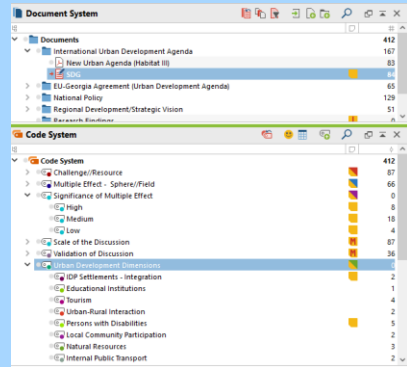 Document System
Documents 412
International Urban Development Agenda 167
New Urban Agenda (Habitat III) 83
SDG 84
EU-Georgia Agreement (Urban Development Agenda) 65
National Policy 129
Regional Development/Strategic Vision 51
Research Findings 0
Code System
Code System 412
Challenge//Resource 87
Multiple Effect - Sphere//Field 66
Significance of Multiple Effect 0
High 8
Medium 18
Low 4
Scale of the Discussion 87
Validation of Discussion 36
Urban Development Dimensions 0
IDP Settlements - Integration 2
Educational Institutions 1
Tourism 4
Urban-Rural Interaction 2
Persons with Disabilities 5
Local Community Participation 2
Natural Resources 3
Internal Public Transport 2